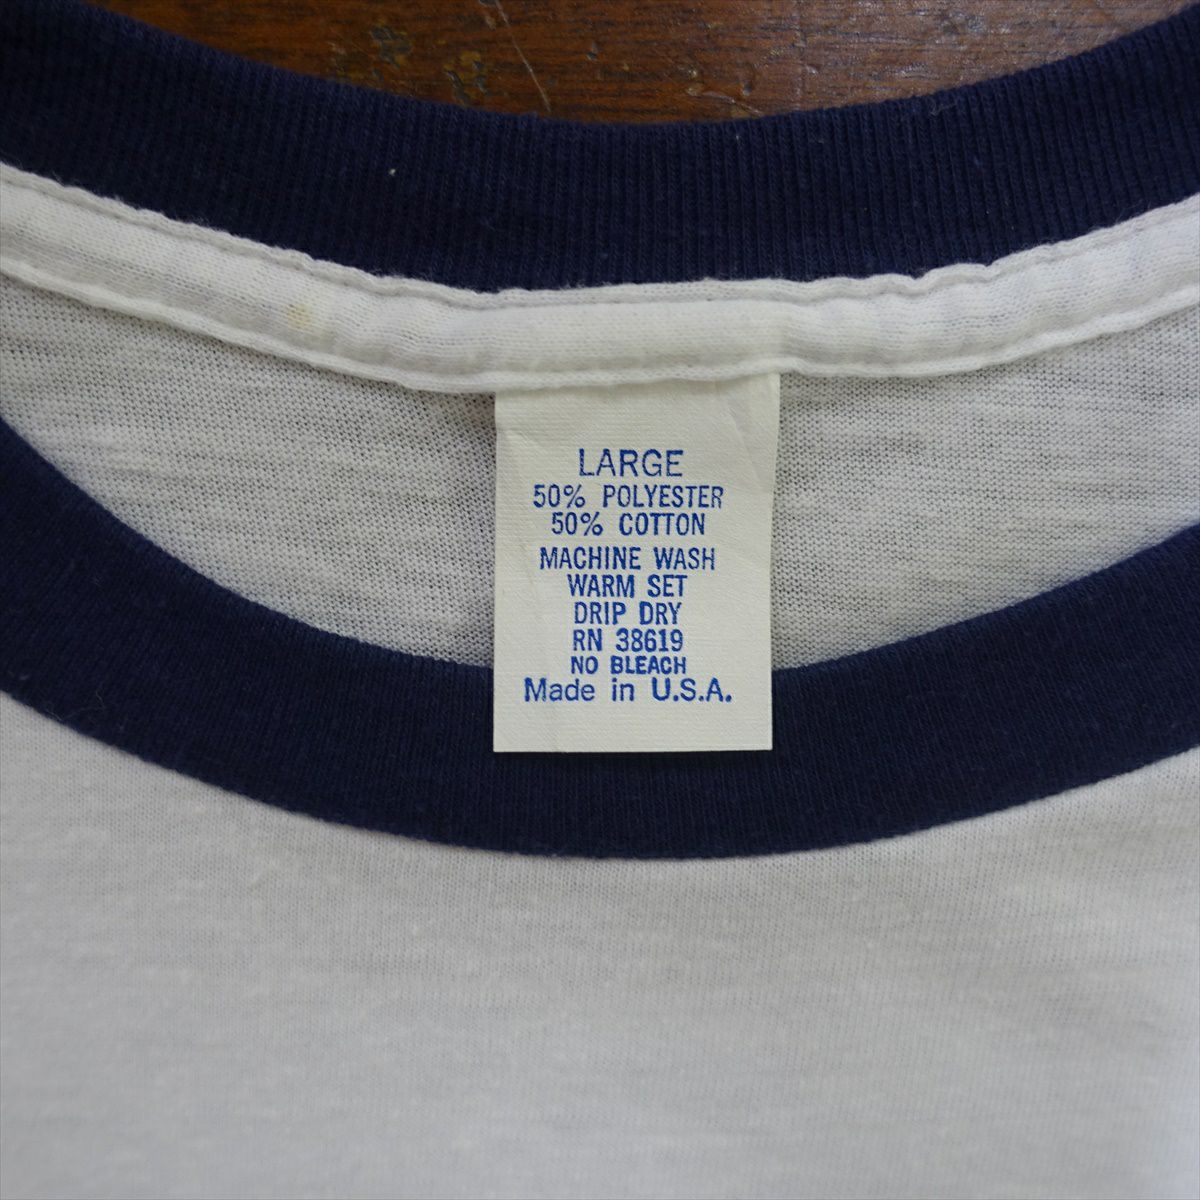 LARGE
50% POLYESTER
50% COTTON
MACHINE WASH
WARM SET
DRIP DRY
RN 38619
NO BLEACH
Made in U.S.A.